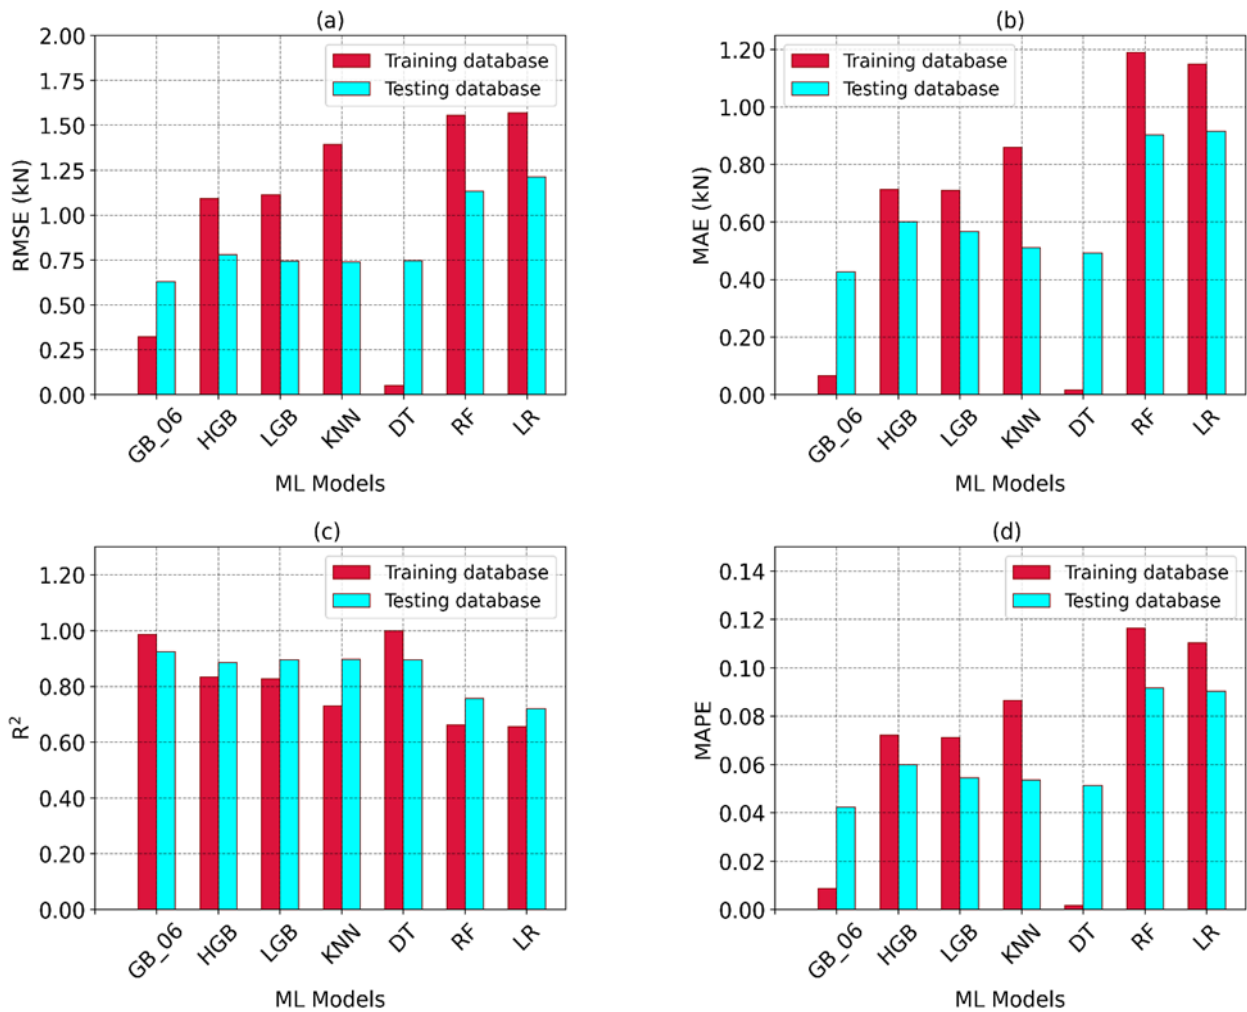 (a)
2.00
1.75
1.50
1.25
1.00
0.75
0.50
0.25
0.00
RMSE (kN)
Training database
Testing database
GB_06
HGB
LGB
KNN
DT
RF
LR
ML Models
(b)
1.20
1.00
0.80
0.60
0.40
0.20
0.00
MAE (kN)
Training database
Testing database
GB_06
HGB
LGB
KNN
DT
RF
LR
ML Models
(c)
1.20
1.00
0.80
0.60
0.40
0.20
0.00
R²
Training database
Testing database
GB_06
HGB
LGB
KNN
DT
RF
LR
ML Models
(d)
0.14
0.12
0.10
0.08
0.06
0.04
0.02
0.00
MAPE
Training database
Testing database
GB_06
HGB
LGB
KNN
DT
RF
LR
ML Models